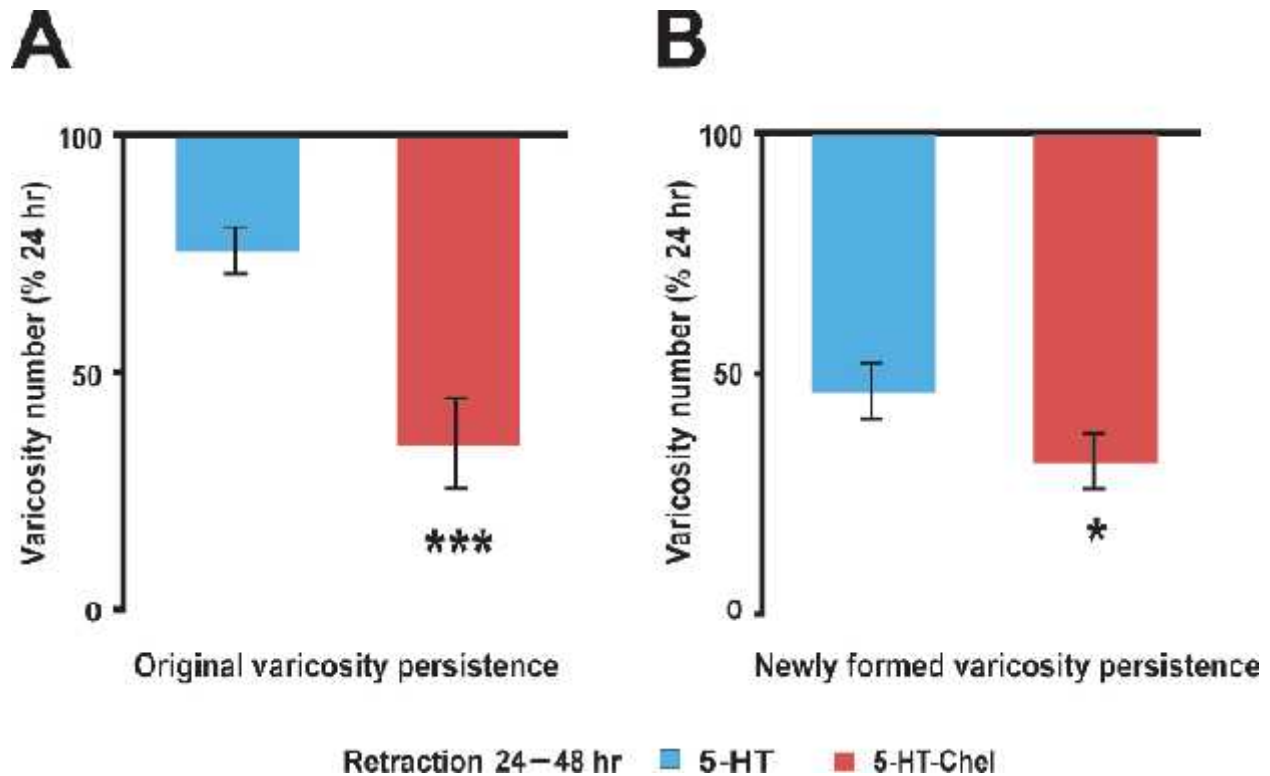 A
B
100
50
0
Varicosity number (% 24 hr)
***
Original varicosity persistence
100
50
0
Varicosity number (% 24 hr)
*
Newly formed varicosity persistence
Retraction 24–48 hr 5-HT 5-HT-Chel